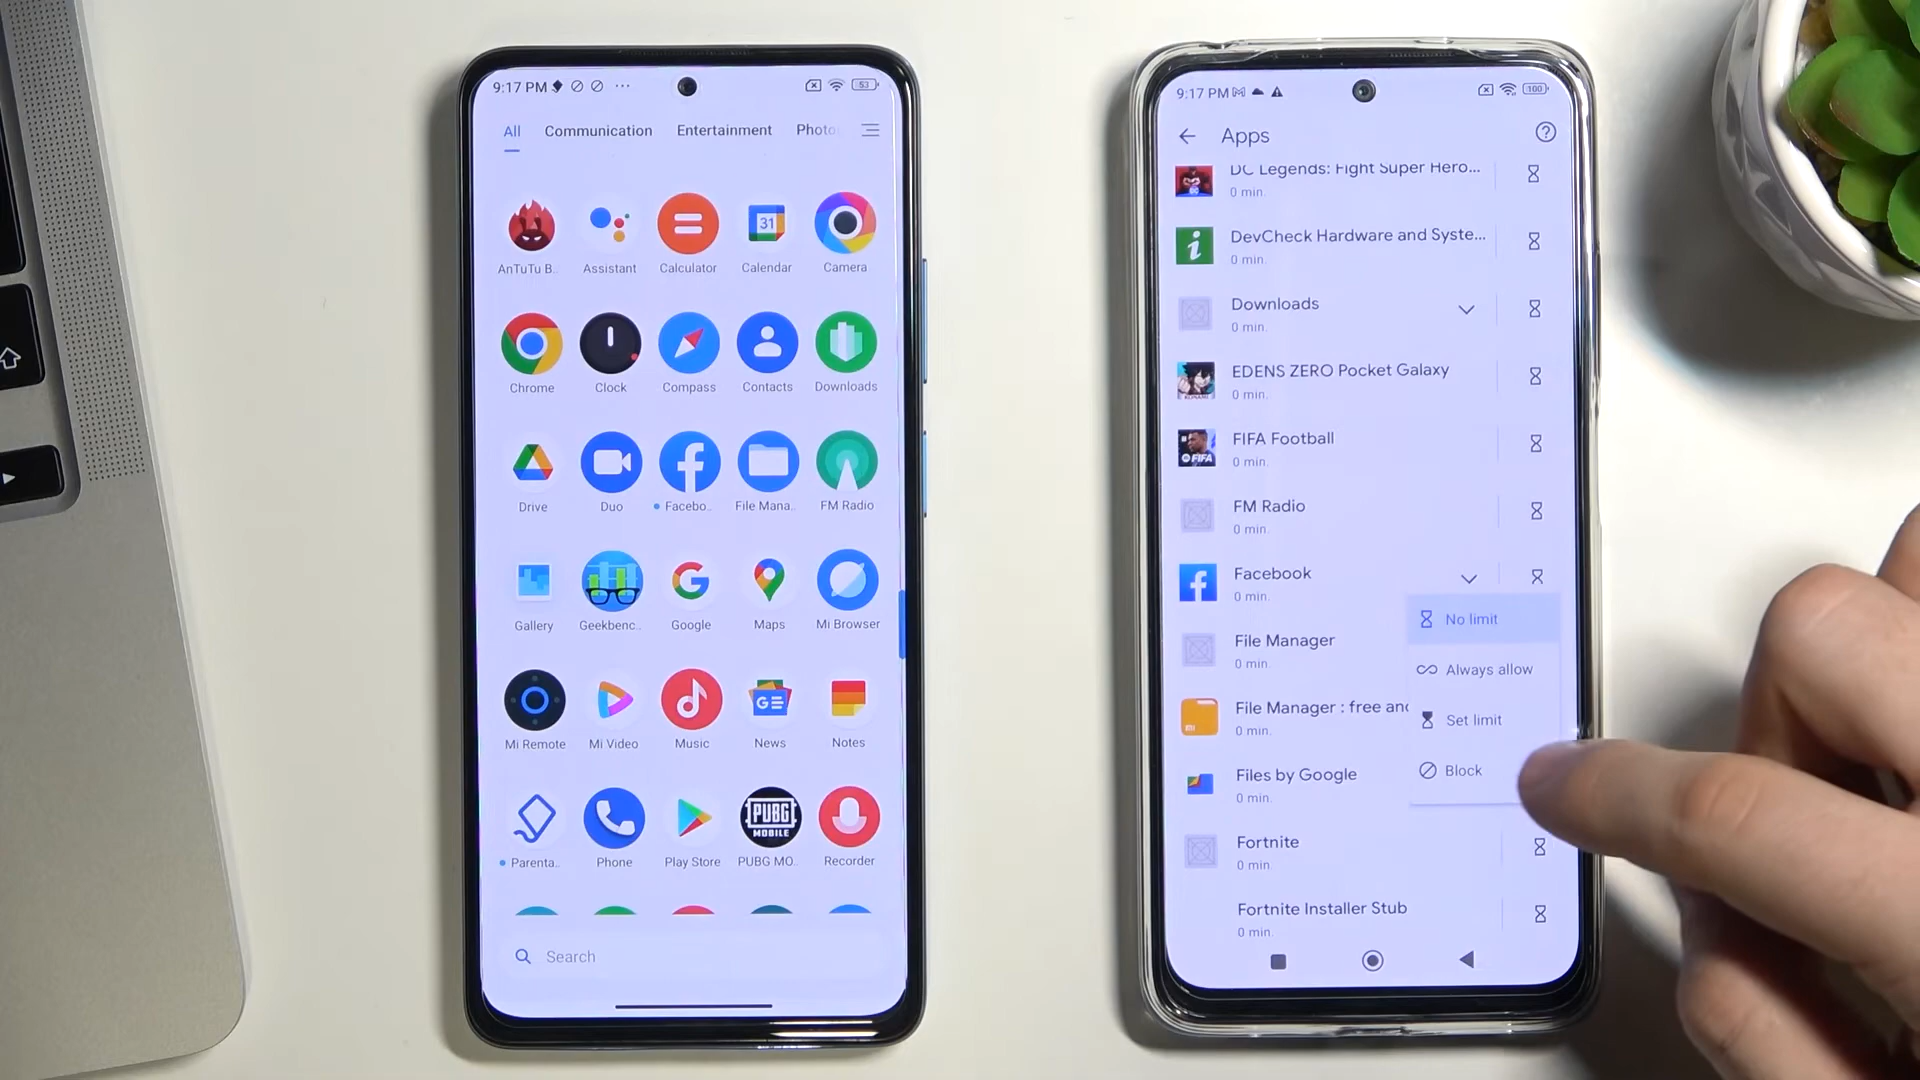 9:17 PM
53
All Communication Entertainment Photo
31
AnTuTu B.. Assistant Calculator Calendar Camera
Chrome Clock Compass Contacts Downloads
Drive Duo Facebo.. File Mana.. FM Radio
Gallery Geekbenc.. Google Maps Mi Browser
Mi Remote Mi Video Music News Notes
PUBG
MOBILE
Parenta.. Phone Play Store PUBG MO.. Recorder
Search
9:17 PM
100
Apps
DC Legends: Fight Super Hero...
0 min.
DevCheck Hardware and Syste...
0 min.
Downloads
0 min.
EDENS ZERO Pocket Galaxy
0 min.
FIFA Football
0 min.
FM Radio
0 min.
Facebook
0 min.
No limit
File Manager
0 min.
Always allow
File Manager : free and
0 min.
Set limit
Files by Google
0 min.
Block
Fortnite
0 min.
Fortnite Installer Stub
0 min.